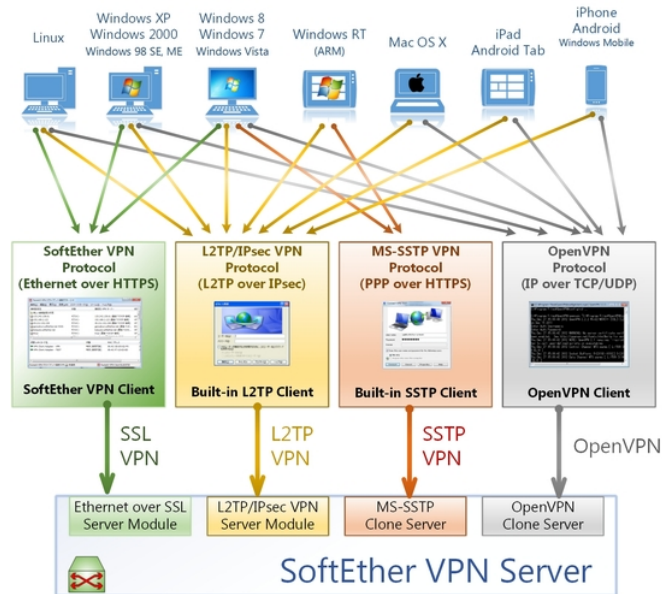 Linux
Windows XP
Windows 2000
Windows 98 SE, ME
Windows 8
Windows 7
Windows Vista
Windows RT
(ARM)
Mac OS X
iPad
Android Tab
iPhone
Android
Windows Mobile
SoftEther VPN
Protocol
(Ethernet over HTTPS)
SoftEther VPN Client
L2TP/IPsec VPN
Protocol
(L2TP over IPsec)
Built-in L2TP Client
MS-SSTP VPN
Protocol
(PPP over HTTPS)
Built-in SSTP Client
OpenVPN
Protocol
(IP over TCP/UDP)
OpenVPN Client
SSL
VPN
L2TP
VPN
SSTP
VPN
OpenVPN
Ethernet over SSL
Server Module
L2TP/IPsec VPN
Server Module
MS-SSTP
Clone Server
OpenVPN
Clone Server
SoftEther VPN Server